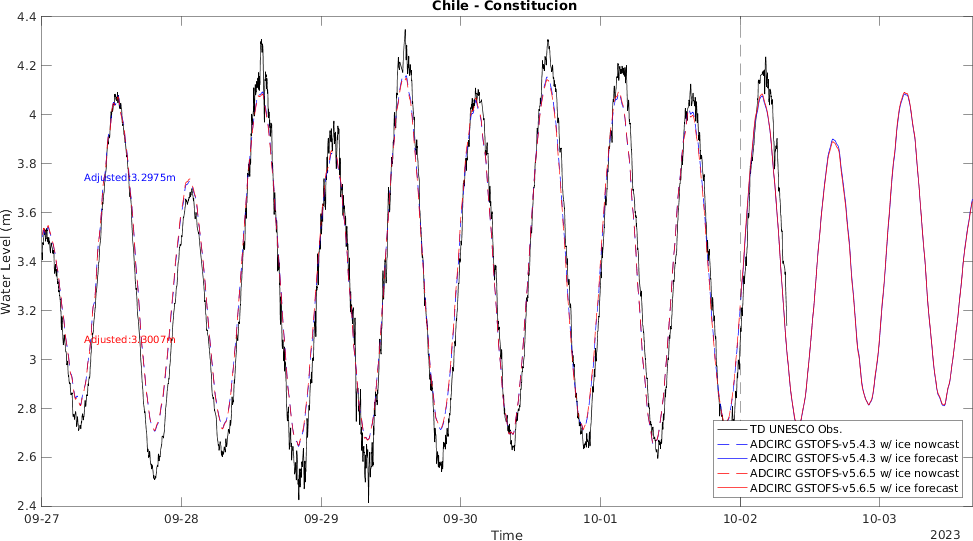 Chile - Constitucion
4.4
4.2
4
3.8
3.6
3.4
3.2
3
2.8
2.6
2.4
Water Level (m)
Adjusted:3.2975m
Adjusted:3.3007m
TD UNESCO Obs.
ADCIRC GSTOFS-v5.4.3 w/ ice nowcast
ADCIRC GSTOFS-v5.4.3 w/ ice forecast
ADCIRC GSTOFS-v5.6.5 w/ ice nowcast
ADCIRC GSTOFS-v5.6.5 w/ ice forecast
09-27 09-28 09-29 09-30 10-01 10-02 10-03
Time
2023